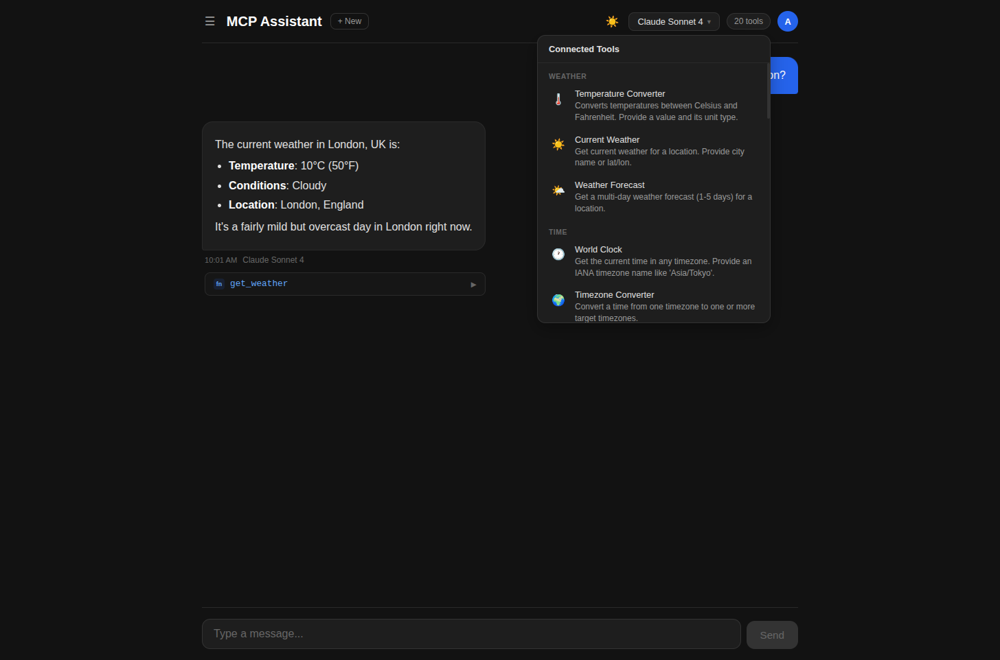 ☰ MCP Assistant + New
Claude Sonnet 4 ▾ 20 tools A
Connected Tools
WEATHER
Temperature Converter
Converts temperatures between Celsius and
Fahrenheit. Provide a value and its unit type.
Current Weather
Get current weather for a location. Provide city
name or lat/lon.
Weather Forecast
Get a multi-day weather forecast (1-5 days) for a
location.
TIME
World Clock
Get the current time in any timezone. Provide an
IANA timezone name like 'Asia/Tokyo'.
Timezone Converter
Convert a time from one timezone to one or more
target timezones.
The current weather in London, UK is:
• Temperature: 10°C (50°F)
• Conditions: Cloudy
• Location: London, England
It's a fairly mild but overcast day in London right now.
10:01 AM Claude Sonnet 4
fn get_weather ▶
Type a message...
Send